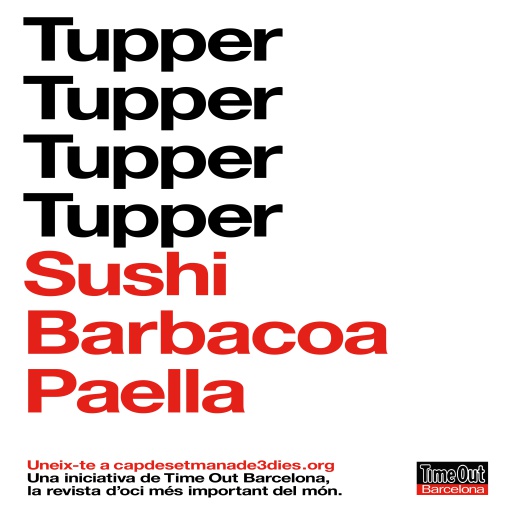 Tupper
Tupper
Tupper
Tupper
Sushi
Barbacoa
Paella
Uneix-te a capdesetmanade3dies.org
Una iniciativa de Time Out Barcelona,
la revista d'oci més important del món.
Time Out
Barcelona